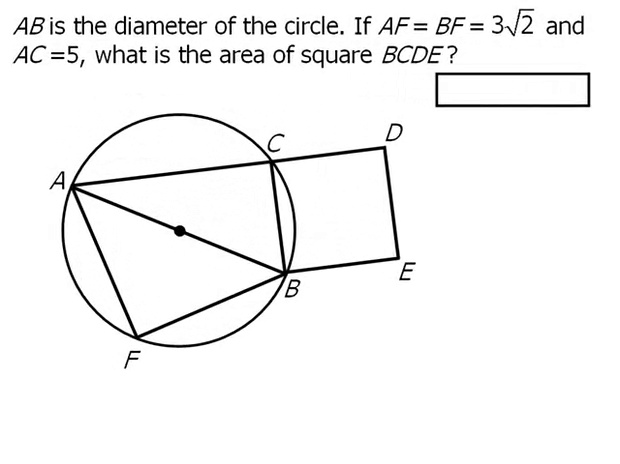 AB is the diameter of the circle. If AF = BF = 3√2 and
AC =5, what is the area of square BCDE ?
C
D
A
E
B
F